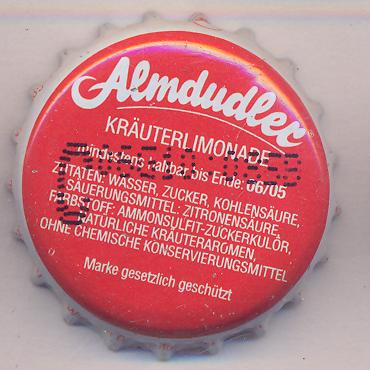 Almdudler
KRÄUTERLIMONADE
mindestens haltbar bis Ende: 06/05
ZUTATEN: WASSER, ZUCKER, KOHLENSÄURE,
SÄUERUNGSMITTEL: ZITRONENSÄURE,
FARBSTOFF: AMMONSULFIT-ZUCKERKULÖR,
NATÜRLICHE KRÄUTERAROMEN,
OHNE CHEMISCHE KONSERVIERUNGSMITTEL
Marke gesetzlich geschützt